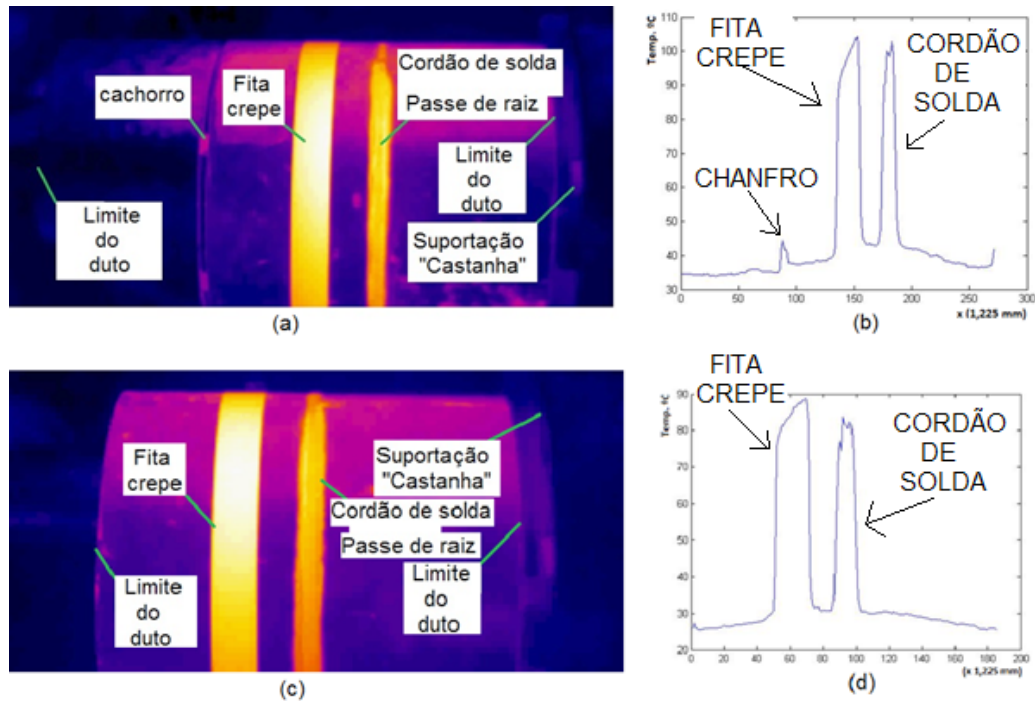 cachorro
Fita
crepe
Cordão de solda
Passe de raiz
Limite
do
duto
Limite
do
duto
Suportação
"Castanha"
(a)
Temp. ºC
110
100
90
80
70
60
50
40
30
0
50
100
150
200
250
300
x (1,225 mm)
FITA
CREPE
CORDÃO
DE
SOLDA
CHANFRO
(b)
Fita
crepe
Suportação
"Castanha"
Cordão de solda
Passe de raiz
Limite
do
duto
Limite
do
duto
(c)
Temp. ºC
90
80
70
60
50
40
30
20
0
20
40
60
80
100
120
140
160
180
200
(x 1,225 mm)
FITA
CREPE
CORDÃO
DE
SOLDA
(d)